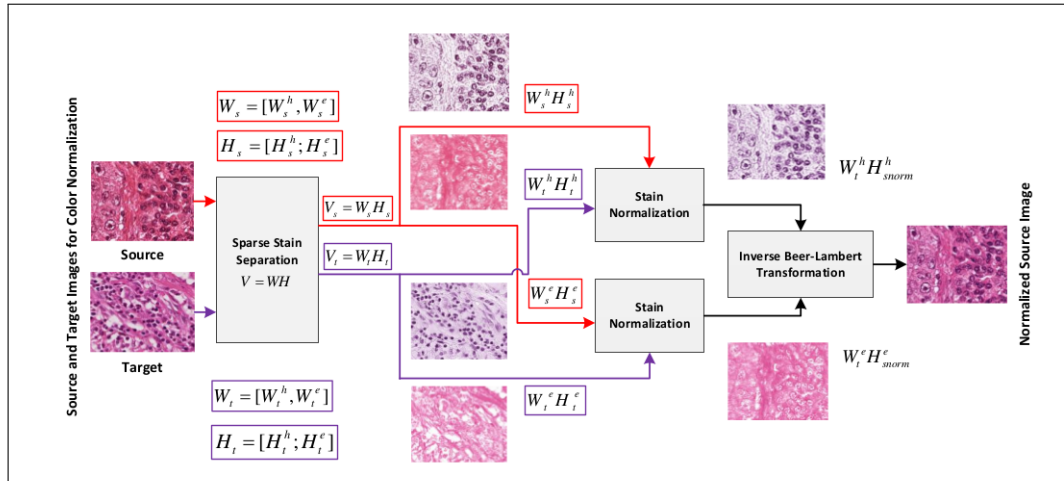 Source and Target Images for Color Normalization
W_s = [W_s^h, W_s^e]
H_s = [H_s^h; H_s^e]
Source
Target
W_t = [W_t^h, W_t^e]
H_t = [H_t^h; H_t^e]
Sparse Stain
Separation
V = WH
V_s = W_s H_s
V_t = W_t H_t
W_s^h H_s^h
W_t^h H_t^h
W_s^e H_s^e
W_t^e H_t^e
Stain
Normalization
Stain
Normalization
W_t^h H_snorm^h
Inverse Beer-Lambert
Transformation
W_t^e H_snorm^e
Normalized Source Image